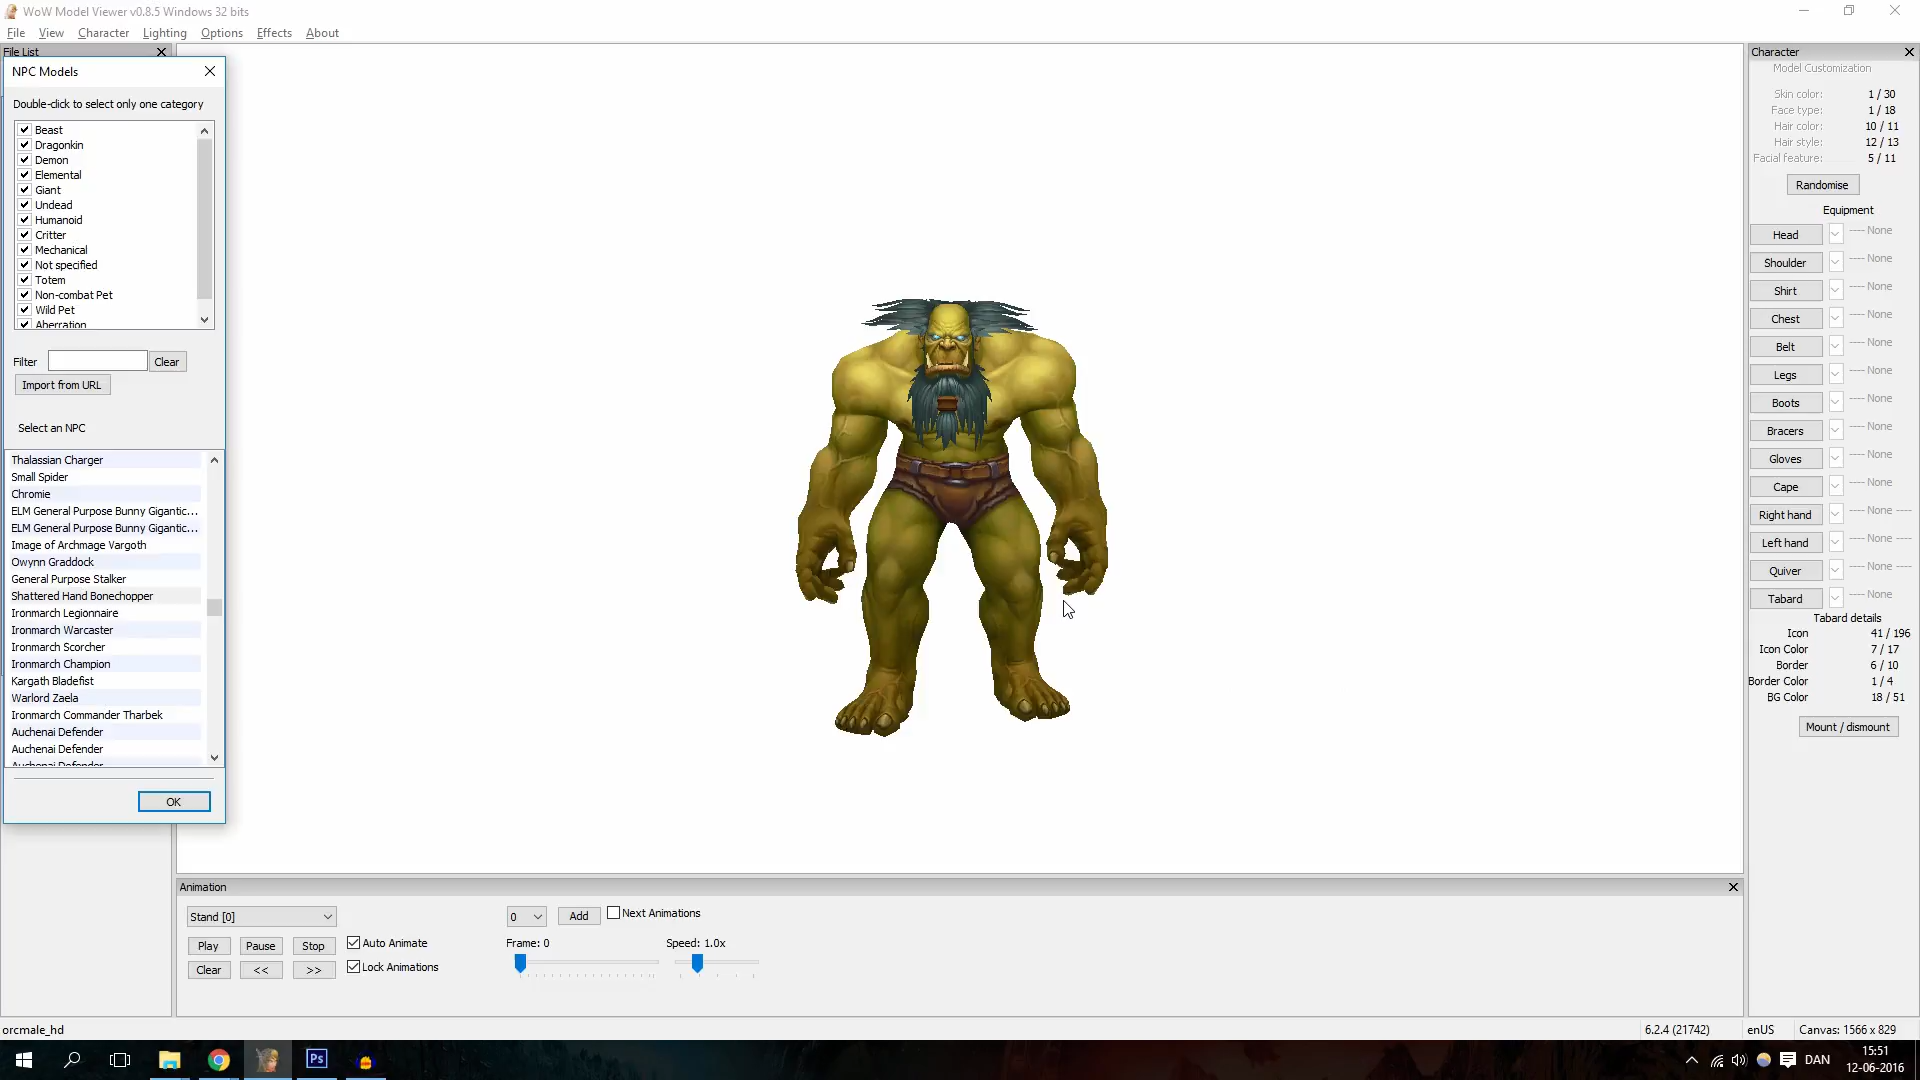 WoW Model Viewer v0.8.5 Windows 32 bits
File View Character Lighting Options Effects About
File List
NPC Models
Double-click to select only one category
Beast
Dragonkin
Demon
Elemental
Giant
Undead
Humanoid
Critter
Mechanical
Not specified
Totem
Non-combat Pet
Wild Pet
Aberration
Filter
Clear
Import from URL
Select an NPC
Thalassian Charger
Small Spider
Chromie
ELM General Purpose Bunny Gigantic...
ELM General Purpose Bunny Gigantic...
Image of Archmage Vargoth
Owynn Graddock
General Purpose Stalker
Shattered Hand Bonechopper
Ironmarch Legionnaire
Ironmarch Warcaster
Ironmarch Scorcher
Ironmarch Champion
Kargath Bladefist
Warlord Zaela
Ironmarch Commander Tharbek
Auchenai Defender
Auchenai Defender
Auchenai Defender
OK
Character
Model Customization
Skin color: 1 / 30
Face type: 1 / 18
Hair color: 10 / 11
Hair style: 12 / 13
Facial feature: 5 / 11
Randomise
Equipment
Head ---- None
Shoulder ---- None
Shirt ---- None
Chest ---- None
Belt ---- None
Legs ---- None
Boots ---- None
Bracers ---- None
Gloves ---- None
Cape ---- None
Right hand ---- None ----
Left hand ---- None ----
Quiver ---- None ----
Tabard ---- None
Tabard details
Icon 41 / 196
Icon Color 7 / 17
Border 6 / 10
Border Color 1 / 4
BG Color 18 / 51
Mount / dismount
Animation
Stand [0] 0 Add Next Animations
Play Pause Stop Auto Animate Frame: 0 Speed: 1.0x
Clear << >> Lock Animations
orcmale_hd 6.2.4 (21742) enUS Canvas: 1566 x 829
Ps
DAN
15:51
12-06-2016